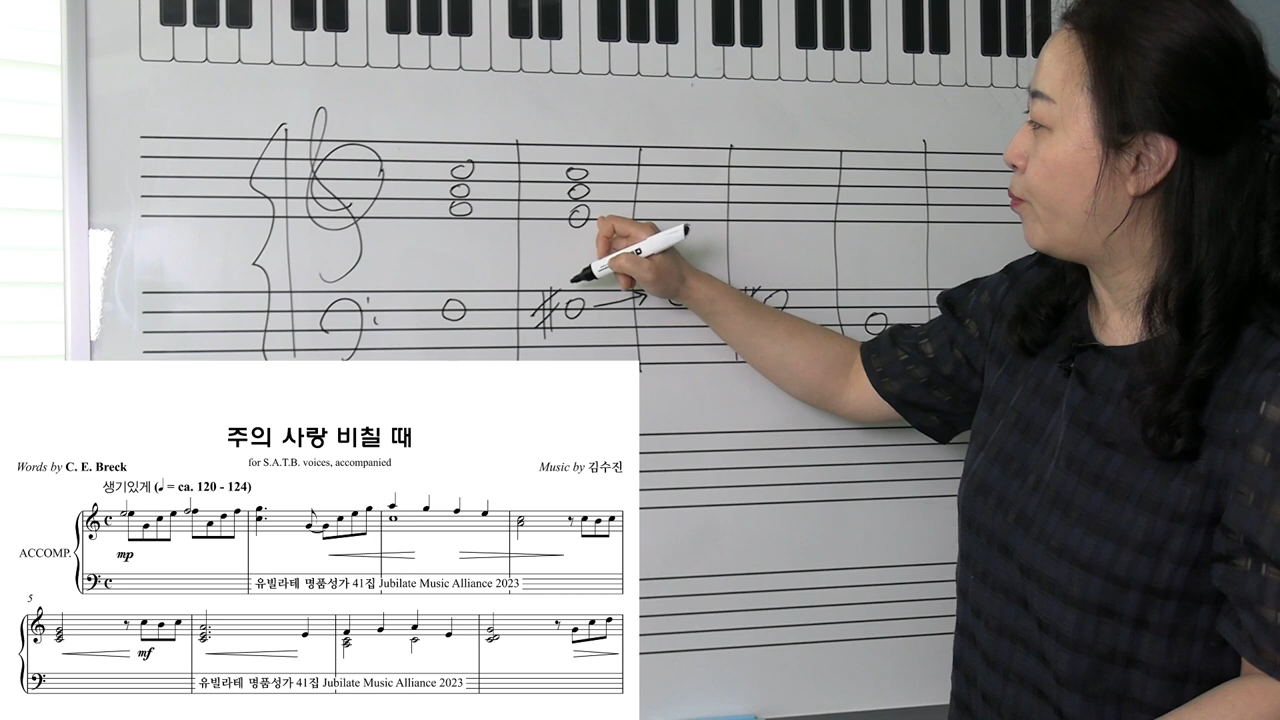 주의 사랑 비칠 때
for S.A.T.B. voices, accompanied
Words by C. E. Breck
Music by 김수진
생기있게 (♩ = ca. 120 - 124)
ACCOMP.
mp
유빌라테 명품성가 41집 Jubilate Music Alliance 2023
5
mf
유빌라테 명품성가 41집 Jubilate Music Alliance 2023